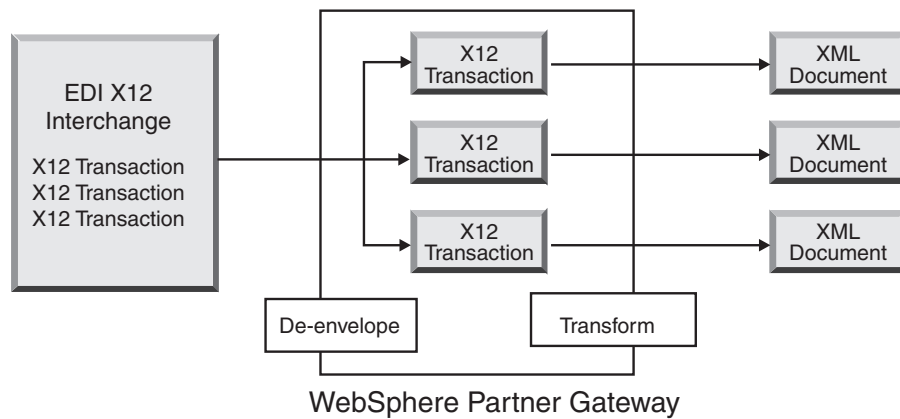 EDI X12
Interchange
X12 Transaction
X12 Transaction
X12 Transaction
X12
Transaction
X12
Transaction
X12
Transaction
XML
Document
XML
Document
XML
Document
De-envelope
Transform
WebSphere Partner Gateway